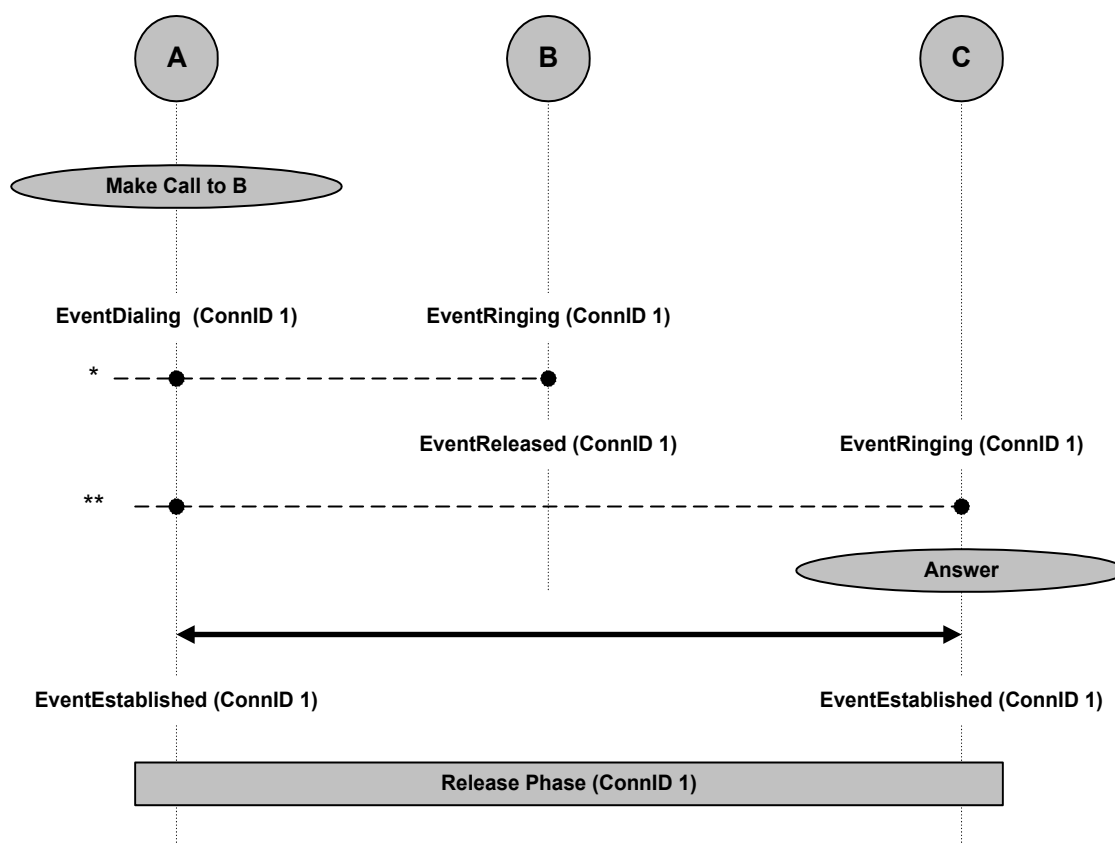 A
B
C
Make Call to B
EventDialing (ConnID 1)
EventRinging (ConnID 1)
*
EventReleased (ConnID 1)
EventRinging (ConnID 1)
**
Answer
EventEstablished (ConnID 1)
EventEstablished (ConnID 1)
Release Phase (ConnID 1)